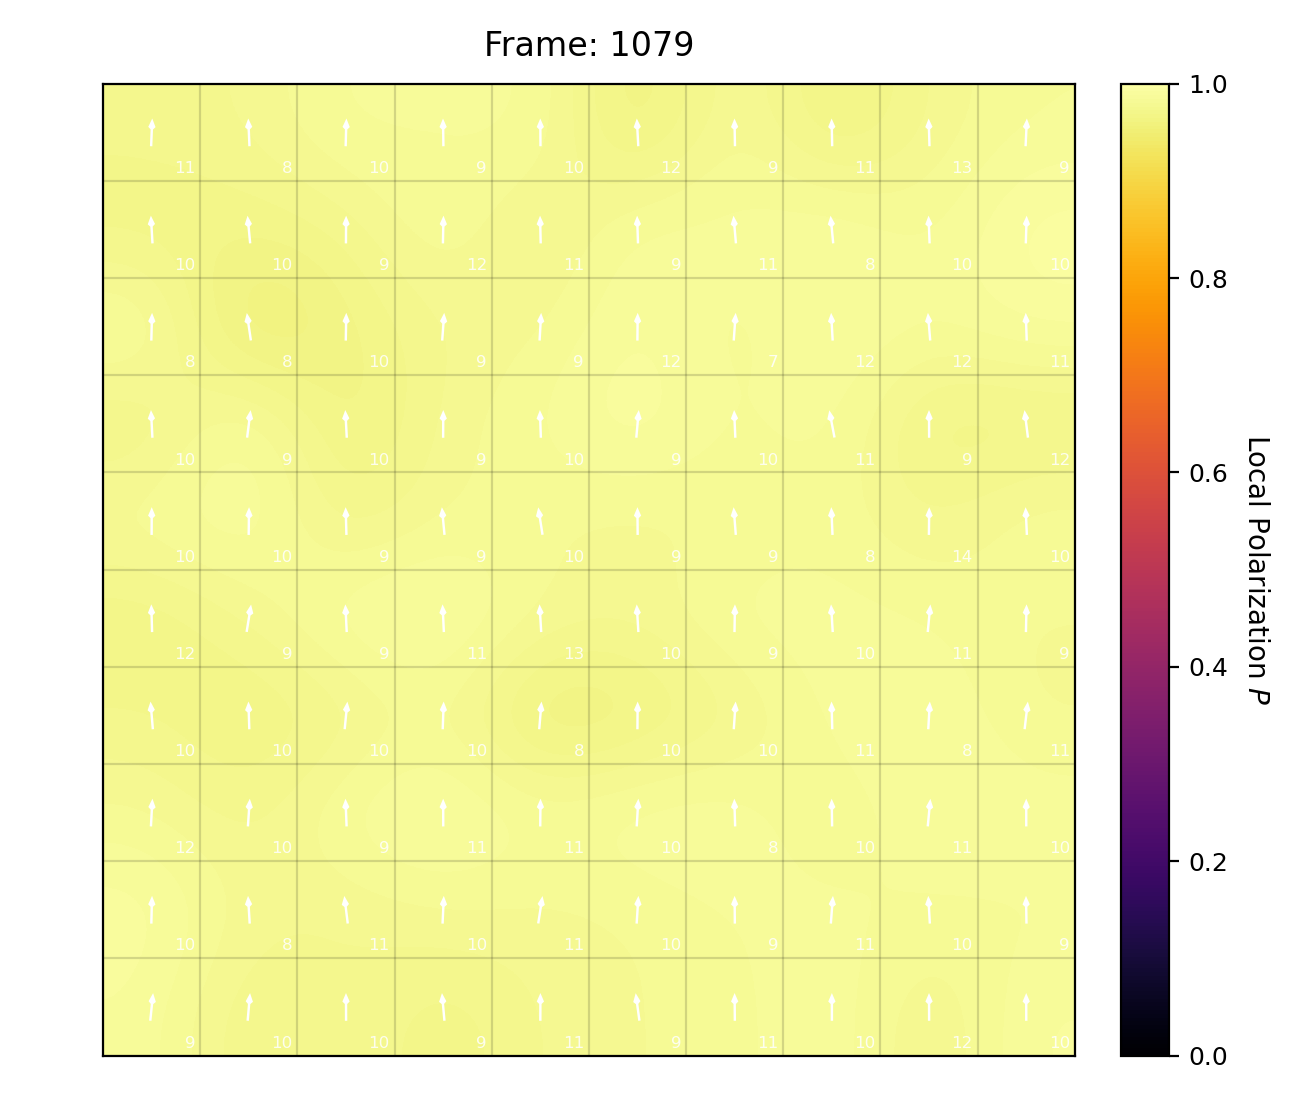 Frame: 1079
11 8 10 9 10 12 9 11 13 9
10 10 9 12 11 9 11 8 10 10
8 8 10 9 9 12 7 12 12 11
10 9 10 9 10 9 10 11 9 12
10 10 9 9 10 9 9 8 14 10
12 9 9 11 13 10 9 10 11 9
10 10 10 10 8 10 10 11 8 11
12 10 9 11 11 10 8 10 11 10
10 8 11 10 11 10 9 11 10 9
9 10 10 9 11 9 11 10 12 10
1.0
0.8
0.6
0.4
0.2
0.0
Local Polarization P